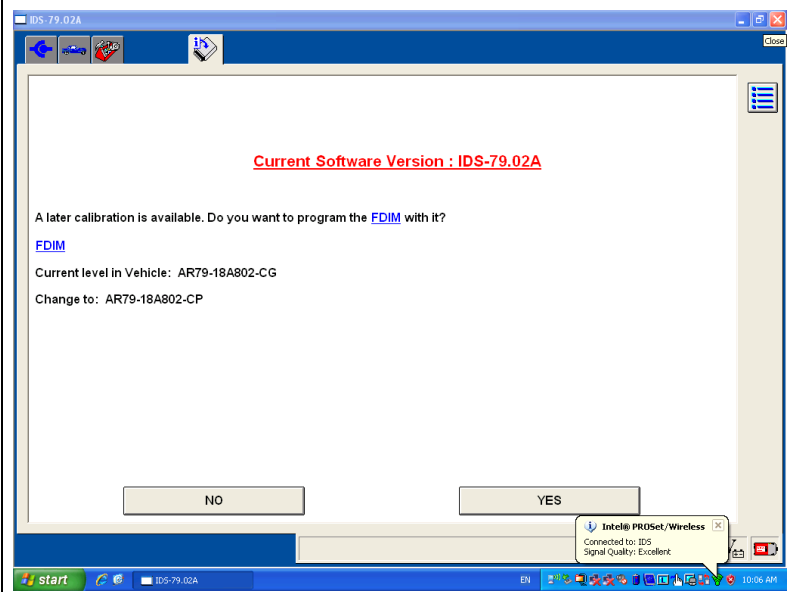 IDS-79.02A
Close
Current Software Version : IDS-79.02A
A later calibration is available. Do you want to program the FDIM with it?
FDIM
Current level in Vehicle: AR79-18A802-CG
Change to: AR79-18A802-CP
NO
YES
Intel® PROSet/Wireless
Connected to: IDS
Signal Quality: Excellent
start
IDS-79.02A
EN
10:06 AM